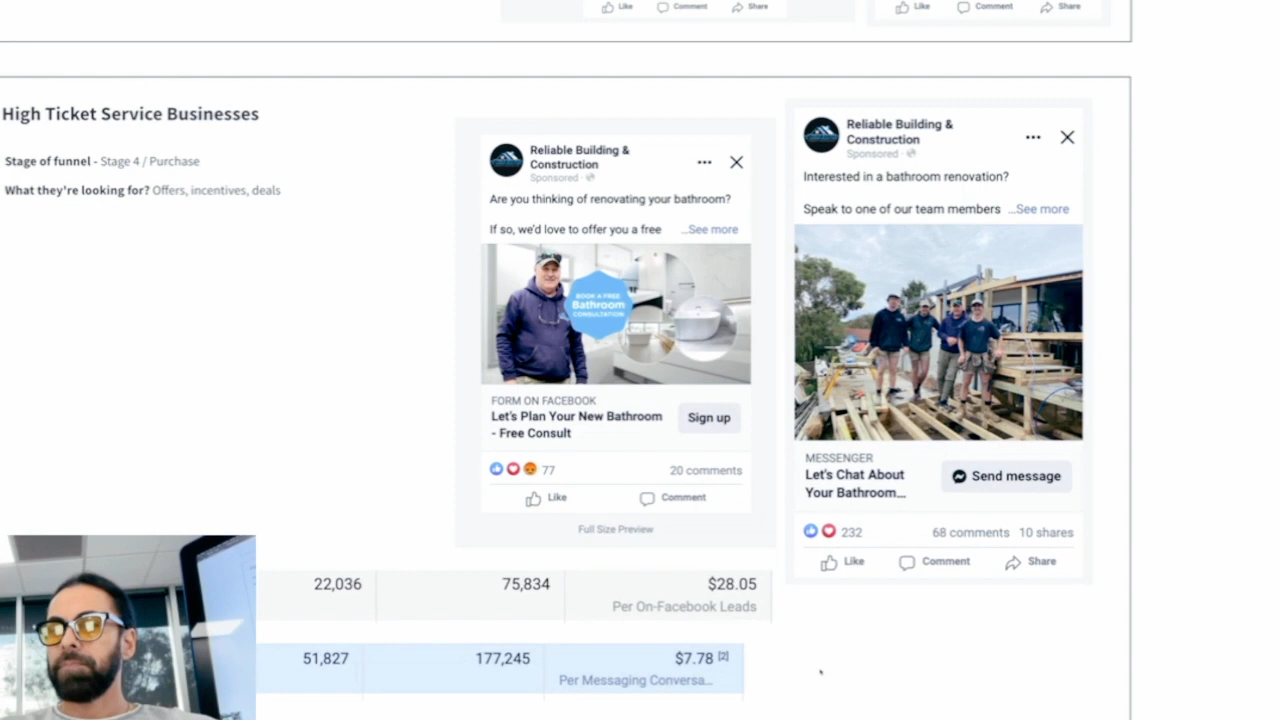 Like Comment Share Like Comment Share
High Ticket Service Businesses
Stage of funnel - Stage 4 / Purchase
What they're looking for? Offers, incentives, deals
Reliable Building &
Construction
Sponsored ·
Are you thinking of renovating your bathroom?
If so, we'd love to offer you a free ...See more
BOOK A FREE
Bathroom
CONSULTATION
FORM ON FACEBOOK
Let's Plan Your New Bathroom
- Free Consult
Sign up
77 20 comments
Like Comment
Full Size Preview
Reliable Building &
Construction
Sponsored ·
Interested in a bathroom renovation?
Speak to one of our team members ...See more
MESSENGER
Let's Chat About
Your Bathroom...
Send message
232 68 comments 10 shares
Like Comment Share
22,036 75,834 $28.05
Per On-Facebook Leads
51,827 177,245 $7.78 [2]
Per Messaging Conversa...